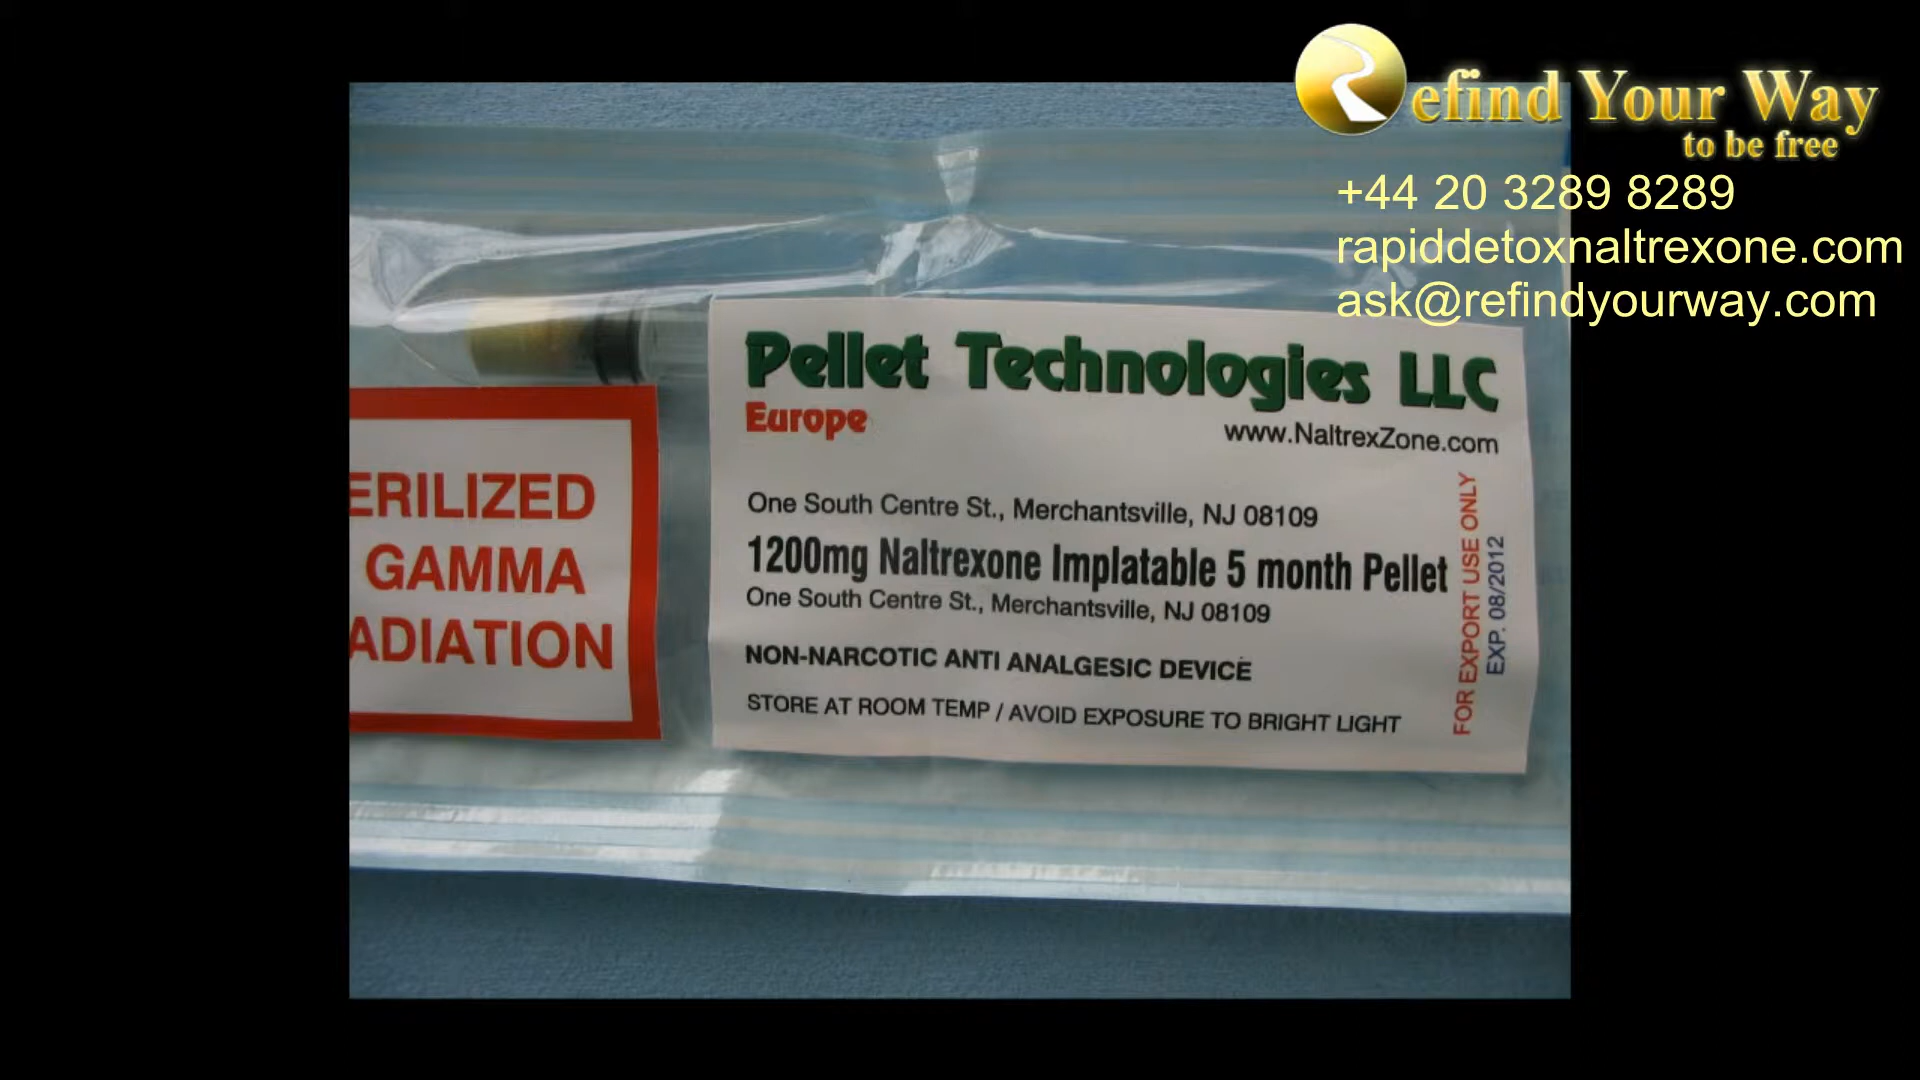 Refind Your Way
to be free
+44 20 3289 8289
rapiddetoxnaltrexone.com
ask@refindyourway.com
Pellet Technologies LLC
Europe
www.NaltrexZone.com
One South Centre St., Merchantsville, NJ 08109
1200mg Naltrexone Implatable 5 month Pellet
One South Centre St., Merchantsville, NJ 08109
NON-NARCOTIC ANTI ANALGESIC DEVICE
STORE AT ROOM TEMP / AVOID EXPOSURE TO BRIGHT LIGHT
FOR EXPORT USE ONLY
EXP. 08/2012
ERILIZED
GAMMA
ADIATION